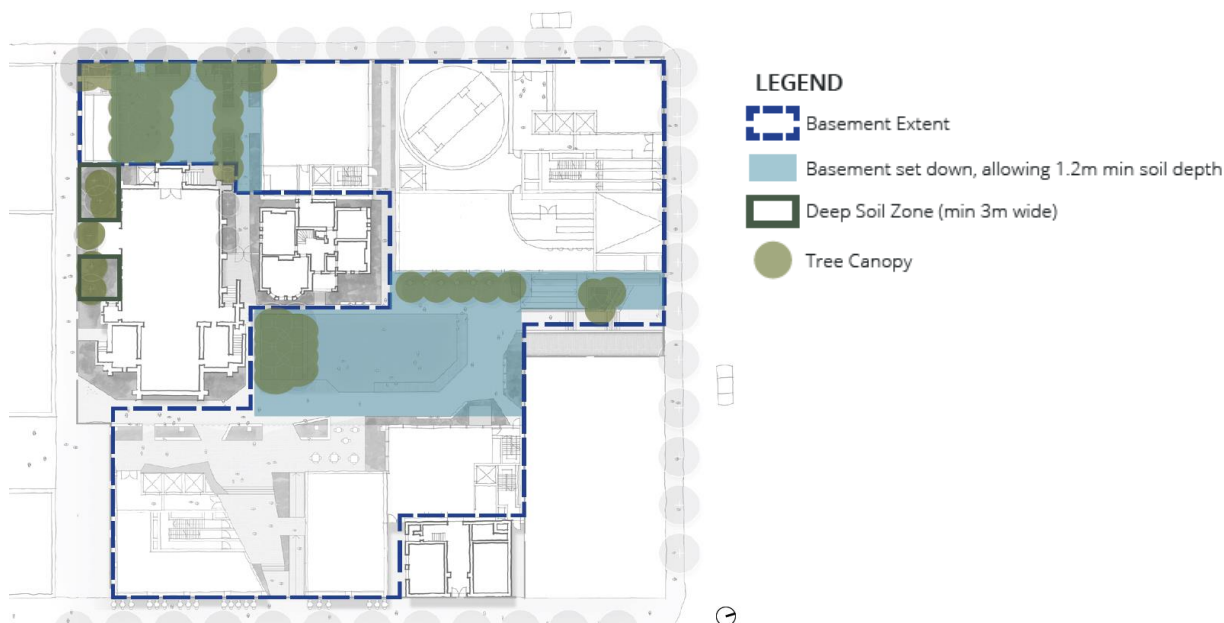 LEGEND
Basement Extent
Basement set down, allowing 1.2m min soil depth
Deep Soil Zone (min 3m wide)
Tree Canopy